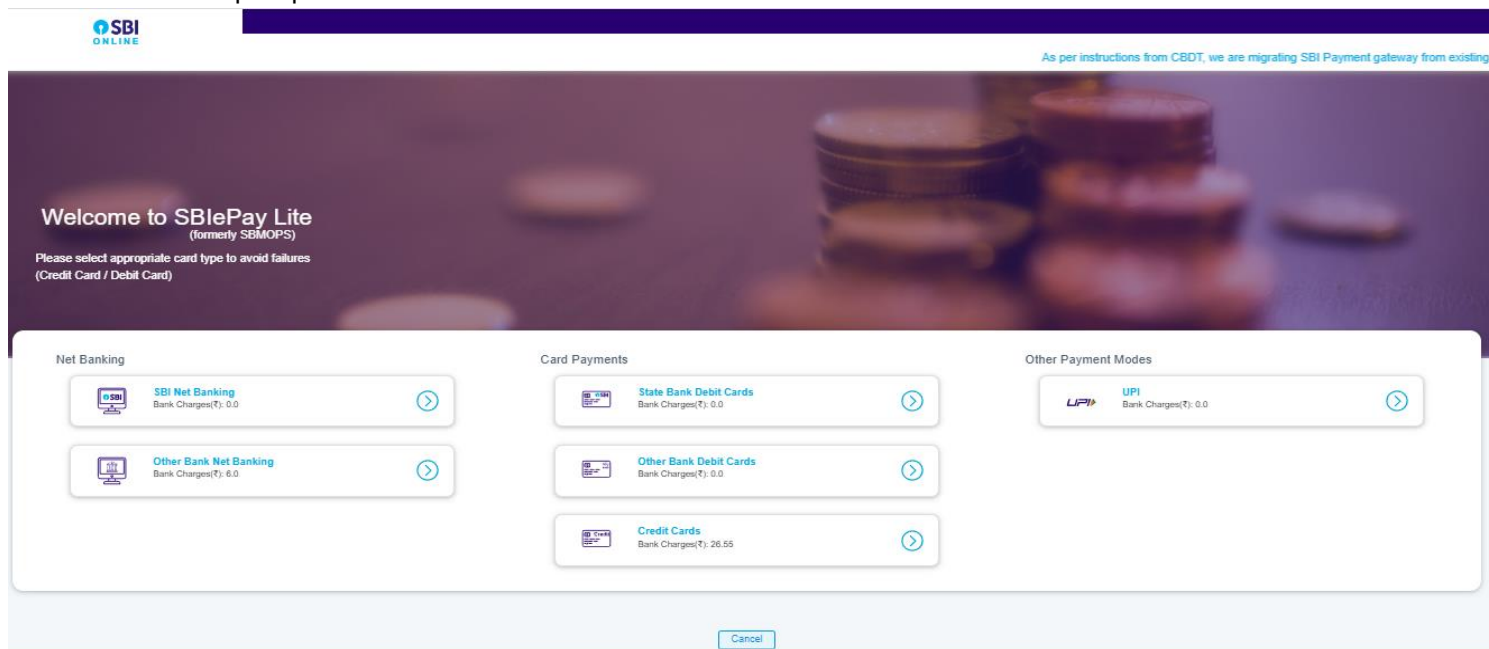 SBI
ONLINE
As per instructions from CBDT, we are migrating SBI Payment gateway from existing
Welcome to SBIePay Lite
(formerly SBMOPS)
Please select appropriate card type to avoid failures
(Credit Card / Debit Card)
Net Banking
SBI
SBI Net Banking
Bank Charges(₹): 0.0
Other Bank Net Banking
Bank Charges(₹): 6.0
Card Payments
State Bank Debit Cards
Bank Charges(₹): 0.0
Other Bank Debit Cards
Bank Charges(₹): 0.0
Credit
Credit Cards
Bank Charges(₹): 26.55
Other Payment Modes
UPI
UPI
Bank Charges(₹): 0.0
Cancel